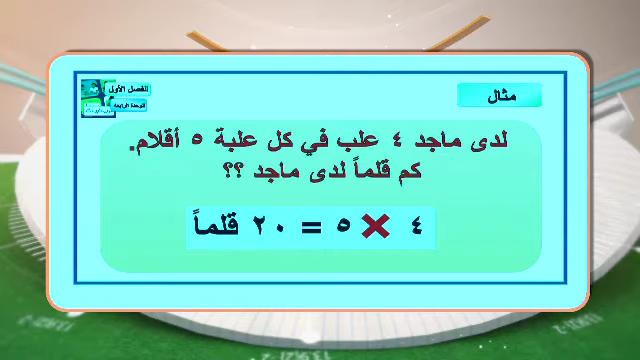 الفصل الأول
الوحدة الرابعة
مثال
لدى ماجد ٤ علب في كل علبة ٥ أقلام.
كم قلماً لدى ماجد ؟؟
٤ × ٥ = ٢٠ قلماً